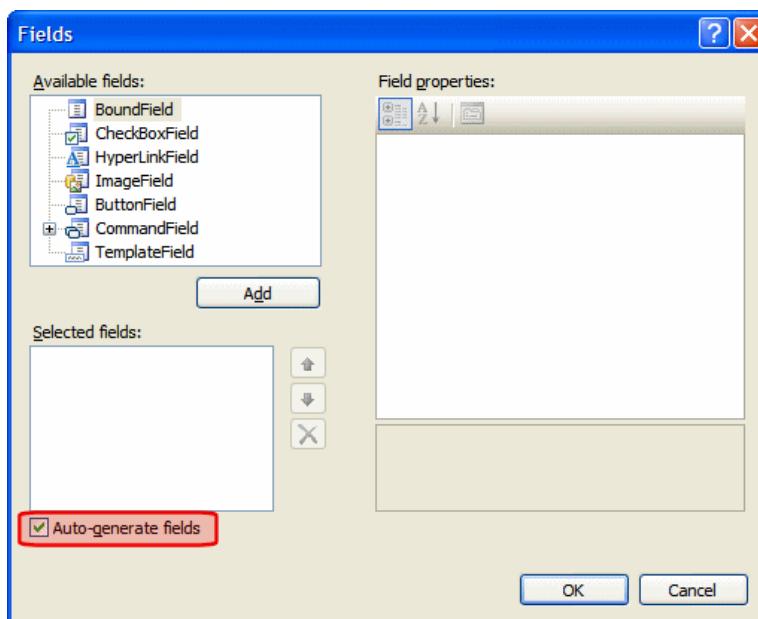 Fields
Available fields:
BoundField
CheckBoxField
HyperLinkField
ImageField
ButtonField
CommandField
TemplateField
Add
Selected fields:
Auto-generate fields
Field properties:
OK
Cancel